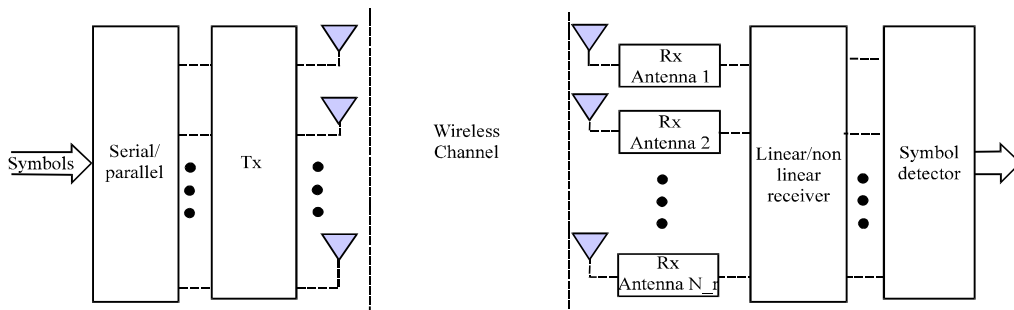 Symbols
Serial/
parallel
Tx
Wireless
Channel
Rx
Antenna 1
Rx
Antenna 2
Rx
Antenna N_r
Linear/non
linear
receiver
Symbol
detector